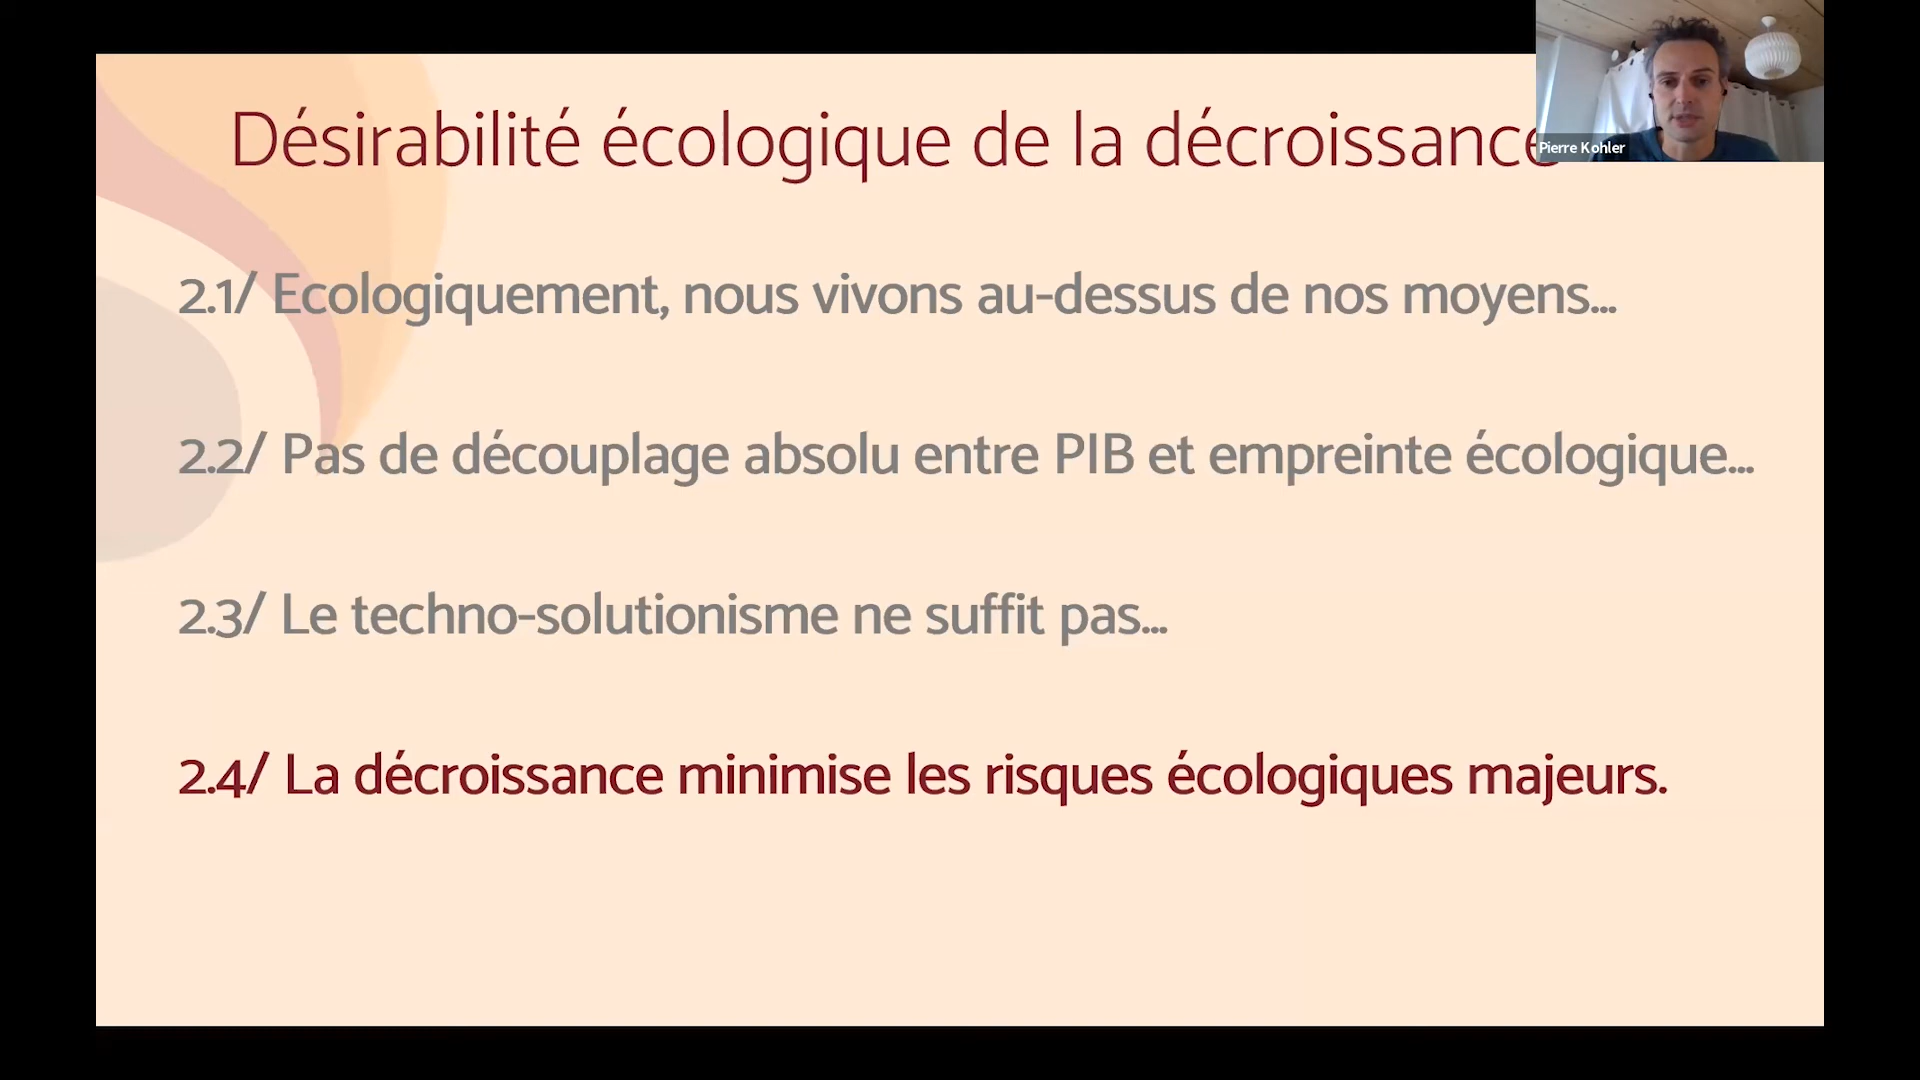 Désirabilité écologique de la décroissance
Pierre Kohler
2.1/ Ecologiquement, nous vivons au-dessus de nos moyens...
2.2/ Pas de découplage absolu entre PIB et empreinte écologique...
2.3/ Le techno-solutionisme ne suffit pas...
2.4/ La décroissance minimise les risques écologiques majeurs.